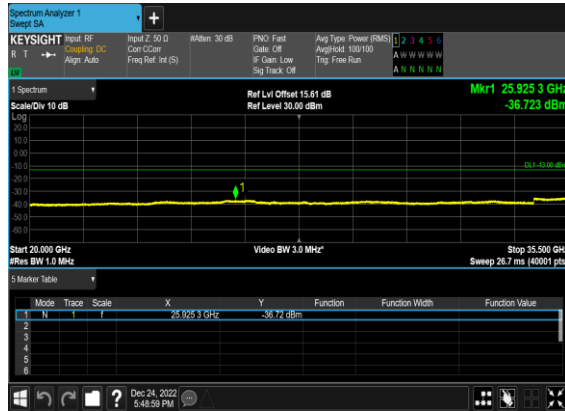 Spectrum Analyzer 1
Swept SA
+
KEYSIGHT Input: RF Input Z: 50 Ω #Atten: 30 dB PNO: Fast Avg Type: Power (RMS) 1 2 3 4 5 6
R T Coupling: DC Corr CCorr Gate: Off Avg|Hold: 100/100 A W W W W W
Align: Auto Freq Ref: Int (S) IF Gain: Low Trig: Free Run
Sig Track: Off A N N N N N
1 Spectrum Ref Lvl Offset 15.61 dB Mkr1 25.925 3 GHz
Scale/Div 10 dB Ref Level 30.00 dBm -36.723 dBm
Log
20.0
10.0
0.00
-10.0
DL1 -13.00 dBm
-20.0
-30.0
1
-40.0
-50.0
-60.0
Start 20.000 GHz Video BW 3.0 MHz* Stop 35.500 GHz
#Res BW 1.0 MHz Sweep 26.7 ms (40001 pts
5 Marker Table
Mode Trace Scale X Y Function Function Width Function Value
1 N 1 f 25.925 3 GHz -36.72 dBm
2
3
4
5
6
? Dec 24, 2022
5:48:59 PM